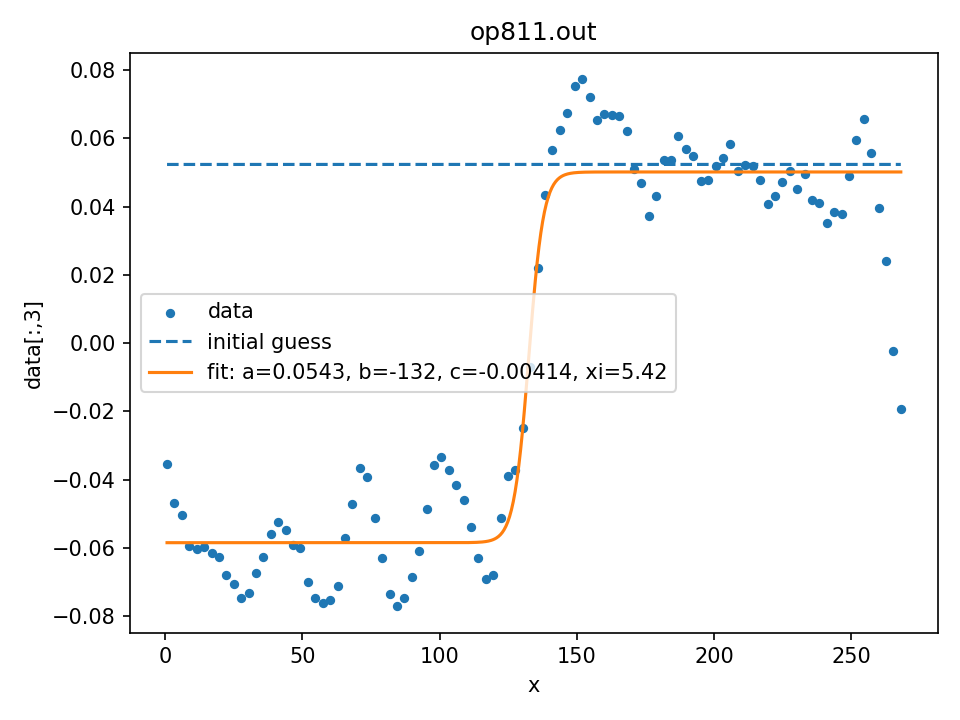 op811.out
0.08
0.06
0.04
0.02
0.00
−0.02
−0.04
−0.06
−0.08
data[:,3]
data
initial guess
fit: a=0.0543, b=-132, c=-0.00414, xi=5.42
0 50 100 150 200 250
x